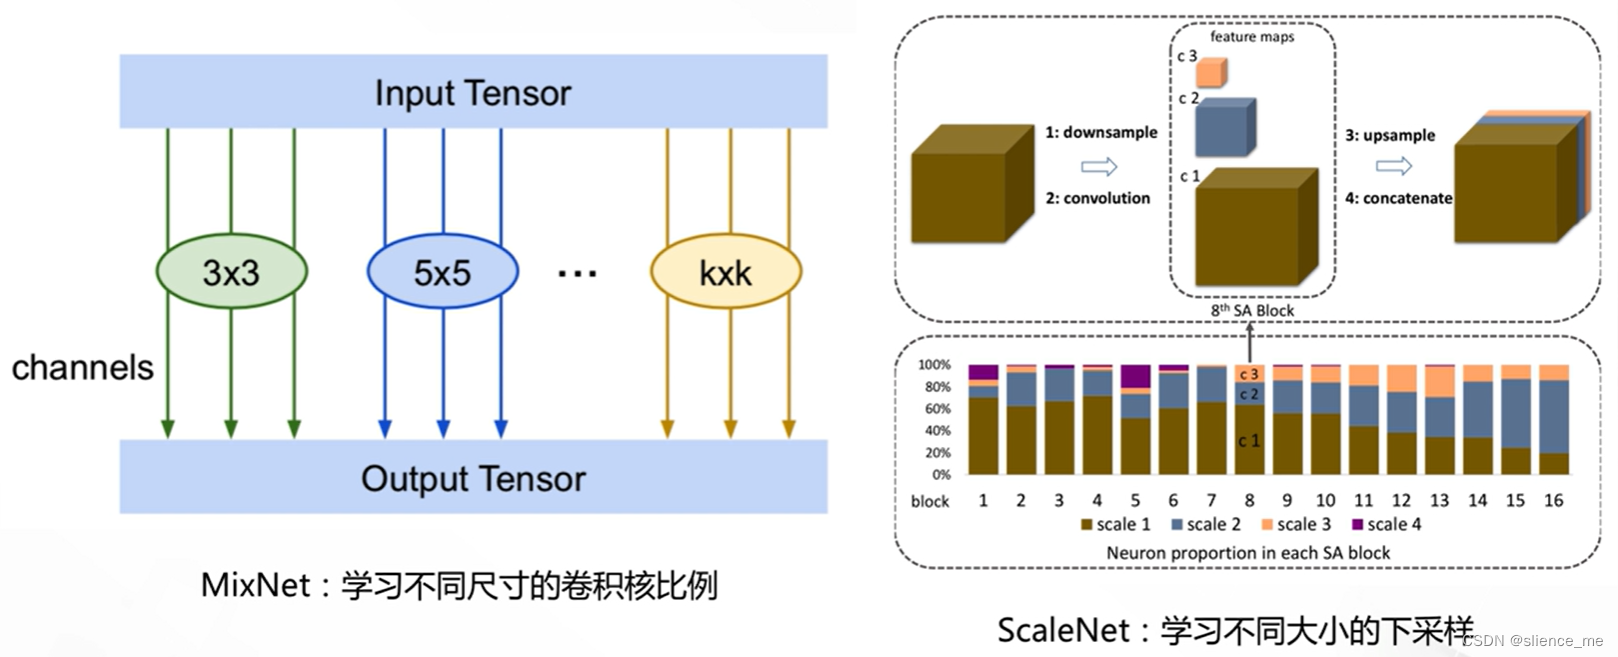 Input Tensor
3x3
5x5
...
kxk
channels
Output Tensor
MixNet：学习不同尺寸的卷积核比例
feature maps
c 3
c 2
c 1
1: downsample
2: convolution
3: upsample
4: concatenate
8th SA Block
100%
80%
60%
40%
20%
0%
c 3
c 2
c 1
block 1 2 3 4 5 6 7 8 9 10 11 12 13 14 15 16
scale 1 scale 2 scale 3 scale 4
Neuron proportion in each SA block
ScaleNet：学习不同大小的下采样
CSDN @slience_me